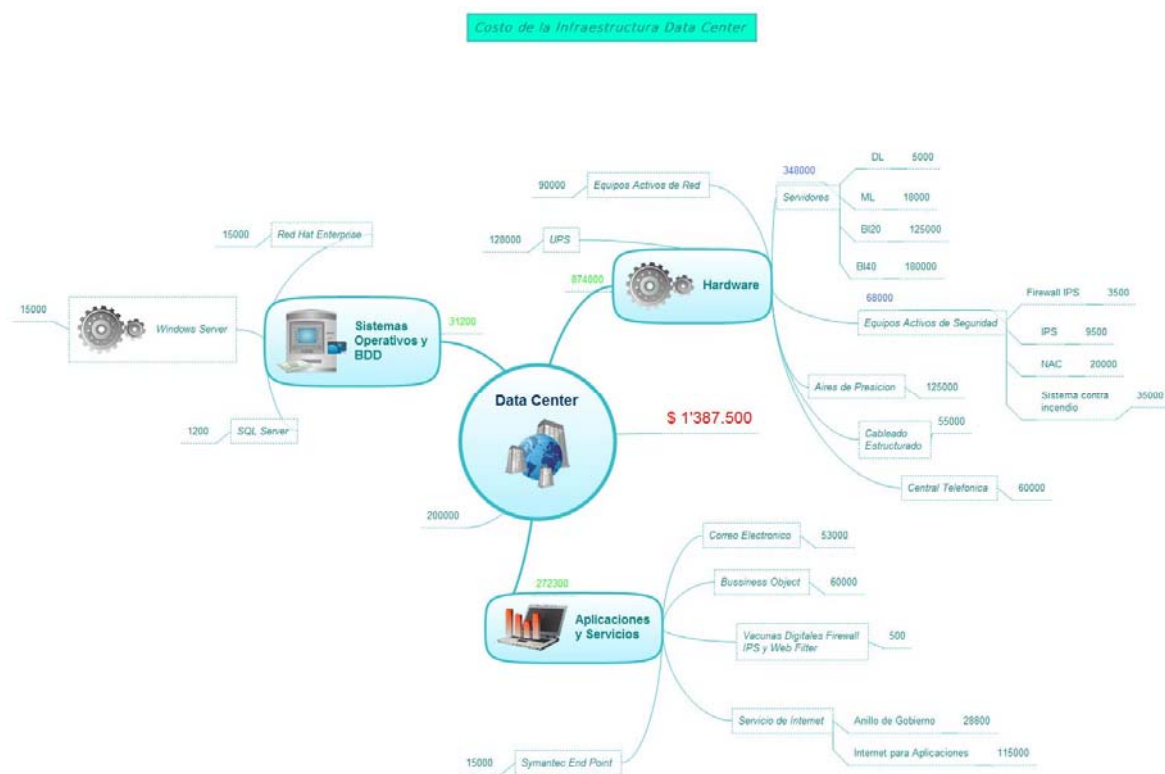 Costo de la Infraestructura Data Center
348000
DL 5000
90000 Equipos Activos de Red
Servidores
ML 18000
15000 Red Hat Enterprise
128000 UPS
BI20 125000
BI40 180000
874000
Hardware
68000
Firewall IPS 3500
15000
Windows Server
Sistemas
Operativos y
BDD
31200
Equipos Activos de Seguridad
IPS 9500
NAC 20000
Aires de Presicion 125000
Sistema contra
incendio
35000
Data Center
$ 1'387.500
55000
1200 SQL Server
Cableado
Estructurado
Central Telefonica 60000
200000
Correo Electronico 53000
272300
Bussiness Object 60000
Aplicaciones
y Servicios
Vacunas Digitales Firewall
IPS y Web Filter
500
Servicio de Internet
Anillo de Gobierno 28800
Internet para Aplicaciones 115000
15000 Symantec End Point